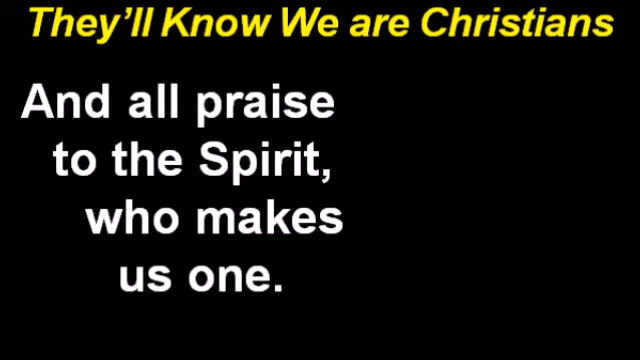 They’ll Know We are Christians
And all praise
to the Spirit,
who makes
us one.